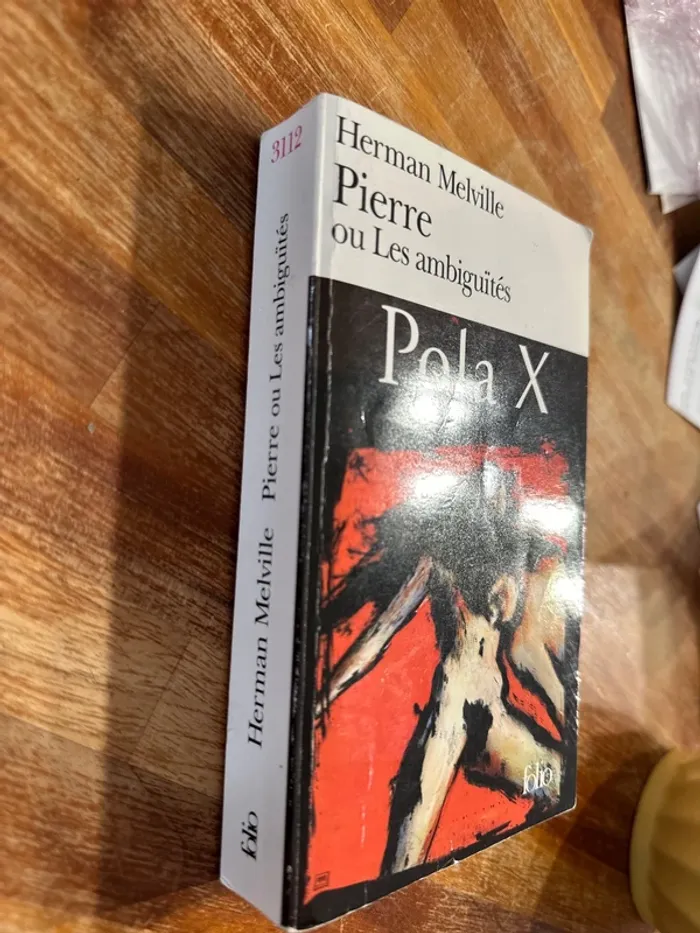 Herman Melville
Pierre
ou Les ambiguïtés
Pola X
folio
3112
Herman Melville Pierre ou Les ambiguïtés
folio